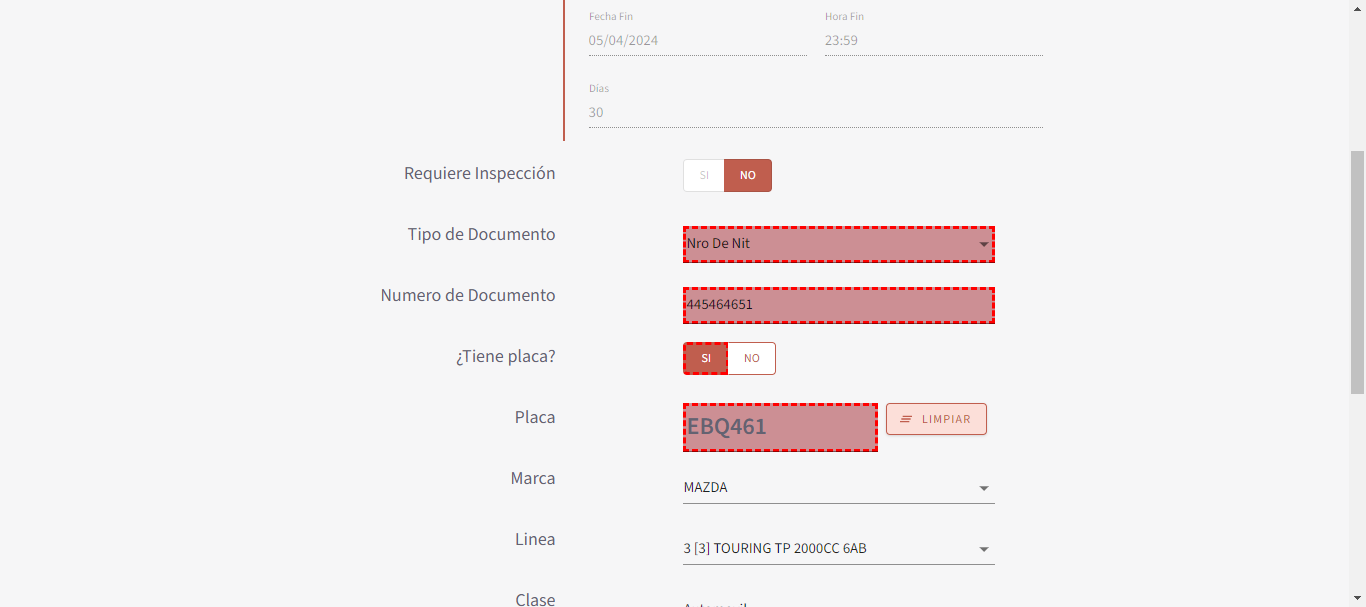 Fecha Fin Hora Fin
05/04/2024 23:59
Días
30
Requiere Inspección SI NO
Tipo de Documento Nro De Nit
Numero de Documento 445464651
¿Tiene placa? SI NO
Placa EBQ461 LIMPIAR
Marca MAZDA
Linea 3 [3] TOURING TP 2000CC 6AB
Clase